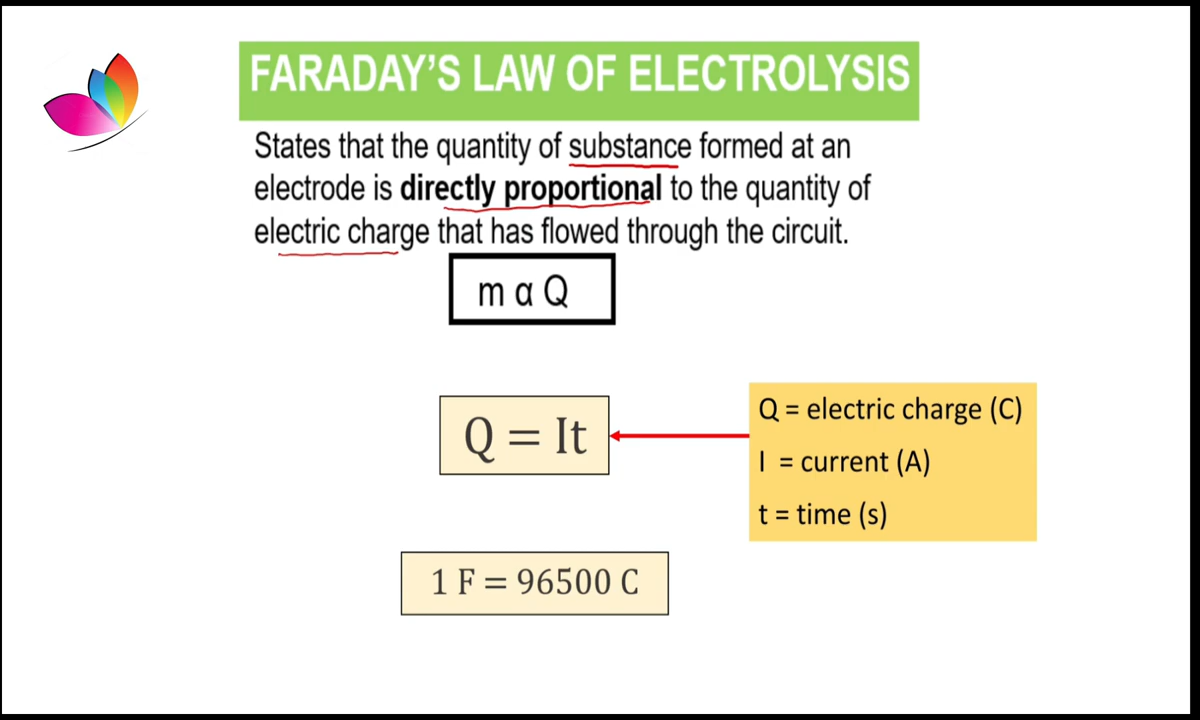 FARADAY'S LAW OF ELECTROLYSIS
States that the quantity of substance formed at an
electrode is directly proportional to the quantity of
electric charge that has flowed through the circuit.
m α Q
Q = It
Q = electric charge (C)
I = current (A)
t = time (s)
1 F = 96500 C